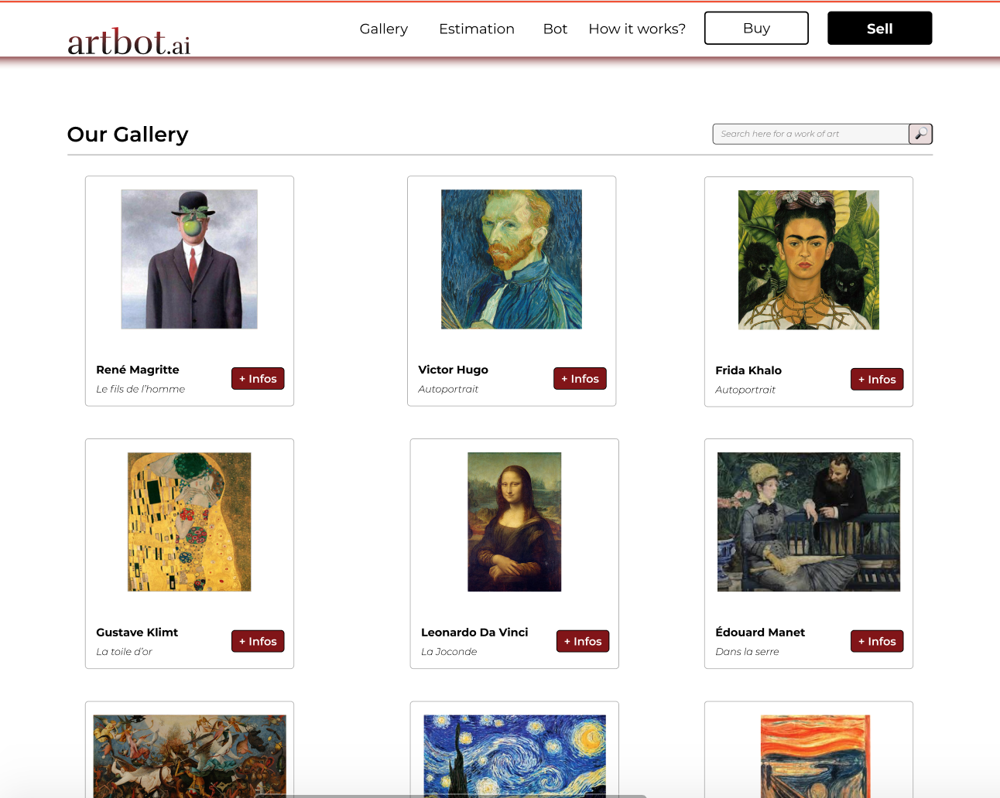 artbot.ai
Gallery Estimation Bot How it works? Buy Sell
Our Gallery
Search here for a work of art
René Magritte
Le fils de l'homme
+ Infos
Victor Hugo
Autoportrait
+ Infos
Frida Khalo
Autoportrait
+ Infos
Gustave Klimt
La toile d'or
+ Infos
Leonardo Da Vinci
La Joconde
+ Infos
Édouard Manet
Dans la serre
+ Infos